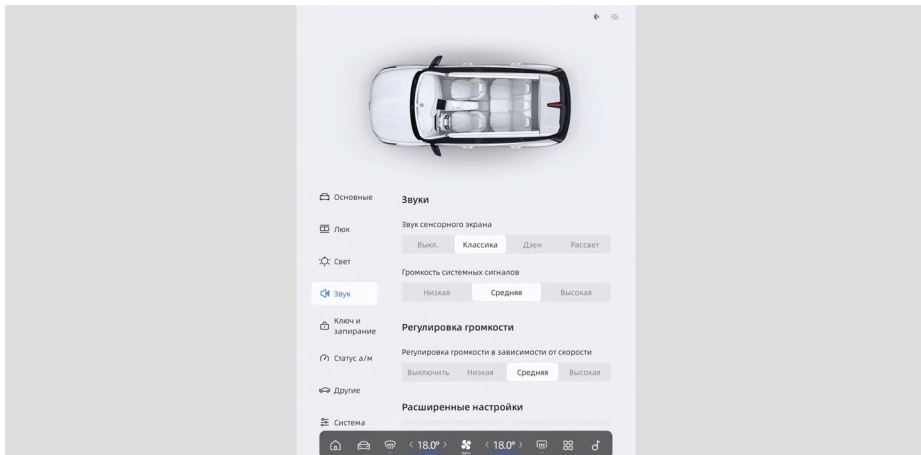 Основные
Люк
Свет
Звук
Ключ и
запирание
Статус а/м
Другие
Система
Звуки
Звук сенсорного экрана
Выкл. Классика Дзен Рассвет
Громкость системных сигналов
Низкая Средняя Высокая
Регулировка громкости
Регулировка громкости в зависимости от скорости
Выключить Низкая Средняя Высокая
Расширенные настройки
< 18.0° > < 18.0° >